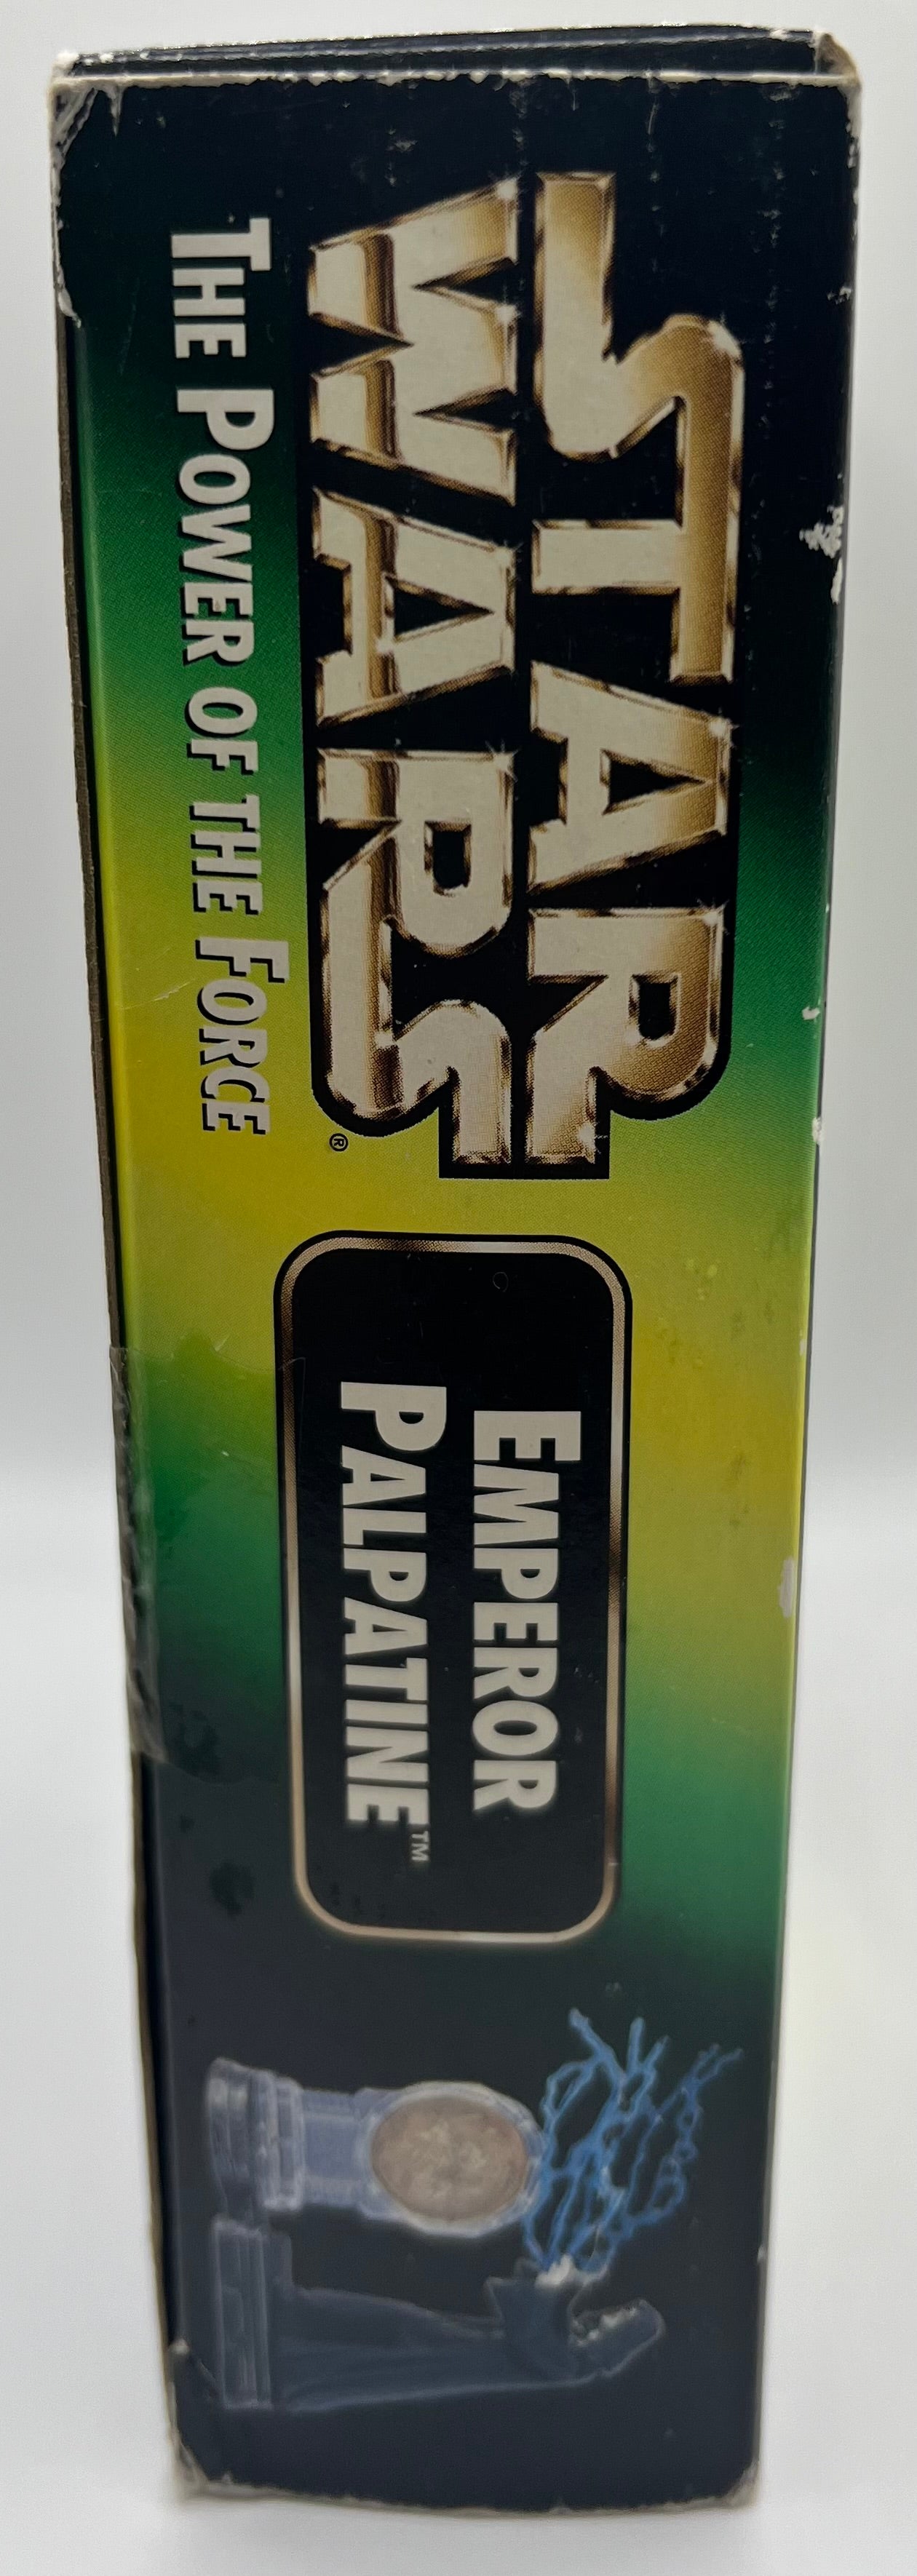 STAR
WARS®
THE POWER OF THE FORCE
EMPEROR
PALPATINE™